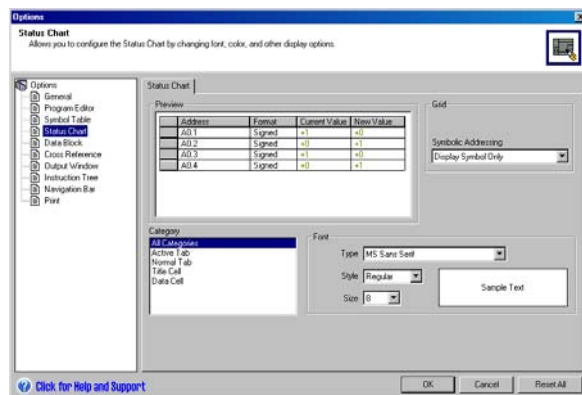 Options
Status Chart
Allows you to configure the Status Chart by changing font, color, and other display options.
Options
General
Program Editor
Symbol Table
Status Chart
Data Block
Cross Reference
Output Window
Instruction Tree
Navigation Bar
Print
Status Chart
Preview
Address Format Current Value New Value
A0.1 Signed +1 +0
A0.2 Signed +0 +1
A0.3 Signed +1 +0
A0.4 Signed +0 +1
Grid
Symbolic Addressing
Display Symbol Only
Category
All Categories
Active Tab
Normal Tab
Title Cell
Data Cell
Font
Type MS Sans Serif
Style Regular
Size 8
Sample Text
Click for Help and Support
OK Cancel Reset All